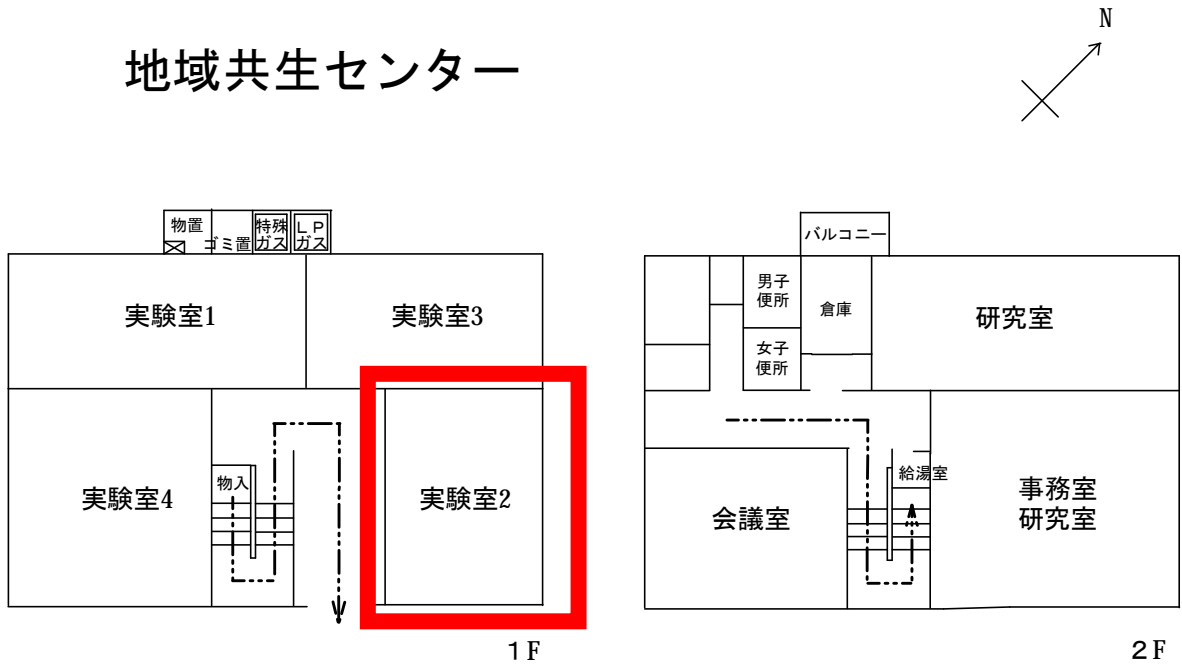 地域共生センター
N
物置
ゴミ置
特殊
ガス
LP
ガス
実験室1
実験室3
実験室4
物入
実験室2
1F
バルコニー
男子
便所
倉庫
女子
便所
研究室
会議室
給湯室
事務室
研究室
2F